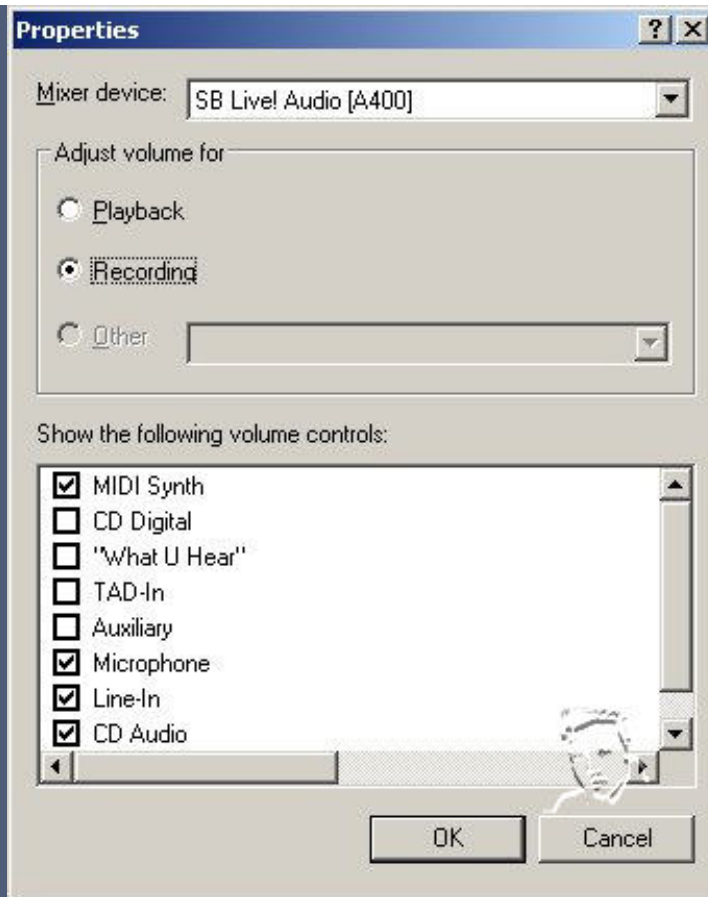 Properties
Mixer device: SB Live! Audio [A400]
Adjust volume for
Playback
Recording
Other
Show the following volume controls:
MIDI Synth
CD Digital
"What U Hear"
TAD-In
Auxiliary
Microphone
Line-In
CD Audio
OK Cancel